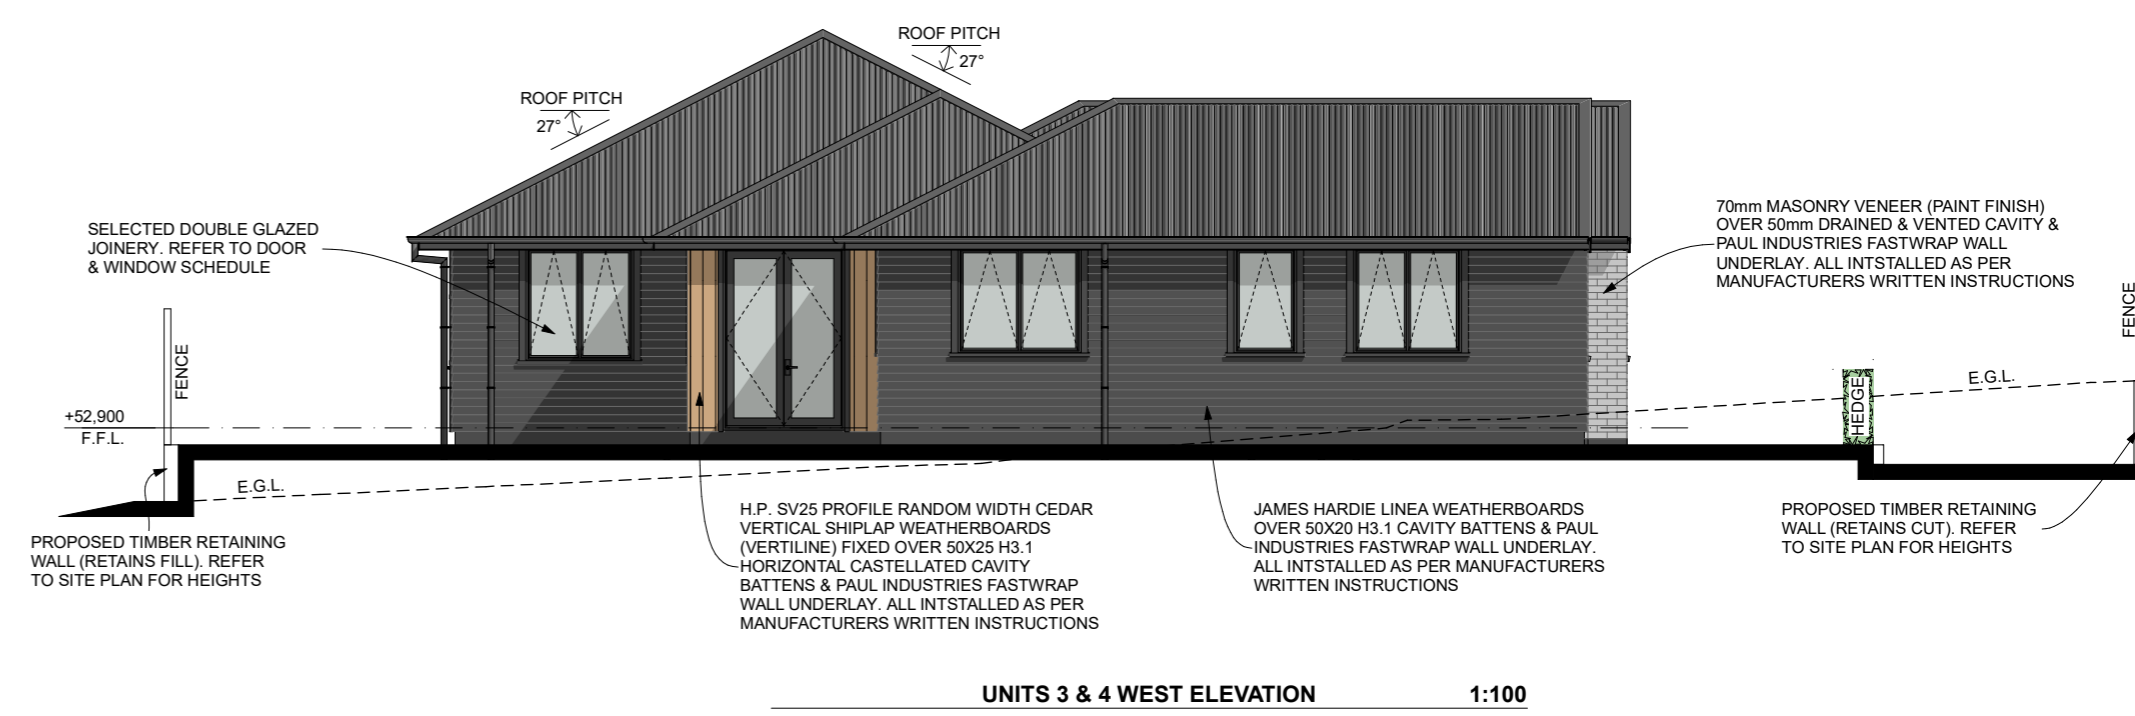 ROOF PITCH
27°
ROOF PITCH
27°
SELECTED DOUBLE GLAZED
JOINERY. REFER TO DOOR
& WINDOW SCHEDULE
70mm MASONRY VENEER (PAINT FINISH)
OVER 50mm DRAINED & VENTED CAVITY &
PAUL INDUSTRIES FASTWRAP WALL
UNDERLAY. ALL INTSTALLED AS PER
MANUFACTURERS WRITTEN INSTRUCTIONS
FENCE
FENCE
HEDGE
E.G.L.
+52,900
F.F.L.
E.G.L.
PROPOSED TIMBER RETAINING
WALL (RETAINS FILL). REFER
TO SITE PLAN FOR HEIGHTS
H.P. SV25 PROFILE RANDOM WIDTH CEDAR
VERTICAL SHIPLAP WEATHERBOARDS
(VERTILINE) FIXED OVER 50X25 H3.1
HORIZONTAL CASTELLATED CAVITY
BATTENS & PAUL INDUSTRIES FASTWRAP
WALL UNDERLAY. ALL INTSTALLED AS PER
MANUFACTURERS WRITTEN INSTRUCTIONS
JAMES HARDIE LINEA WEATHERBOARDS
OVER 50X20 H3.1 CAVITY BATTENS & PAUL
INDUSTRIES FASTWRAP WALL UNDERLAY.
ALL INTSTALLED AS PER MANUFACTURERS
WRITTEN INSTRUCTIONS
PROPOSED TIMBER RETAINING
WALL (RETAINS CUT). REFER
TO SITE PLAN FOR HEIGHTS
UNITS 3 & 4 WEST ELEVATION 1:100